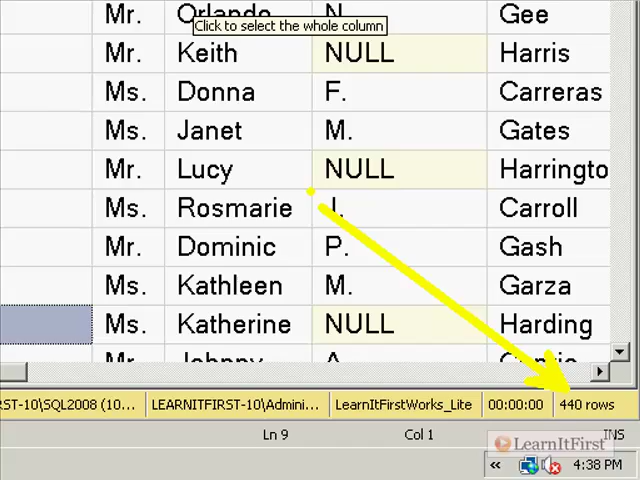 Mr. Orlando N. Gee
Click to select the whole column
Mr. Keith NULL Harris
Ms. Donna F. Carreras
Ms. Janet M. Gates
Mr. Lucy NULL Harringto
Ms. Rosmarie J. Carroll
Mr. Dominic P. Gash
Ms. Kathleen M. Garza
Ms. Katherine NULL Harding
Mr. Johnny A.
RST-10\SQL2008 (10... LEARNITFIRST-10\Admini... LearnItFirstWorks_Lite 00:00:00 440 rows
Ln 9 Col 1 INS
LearnItFirst
« 4:38 PM